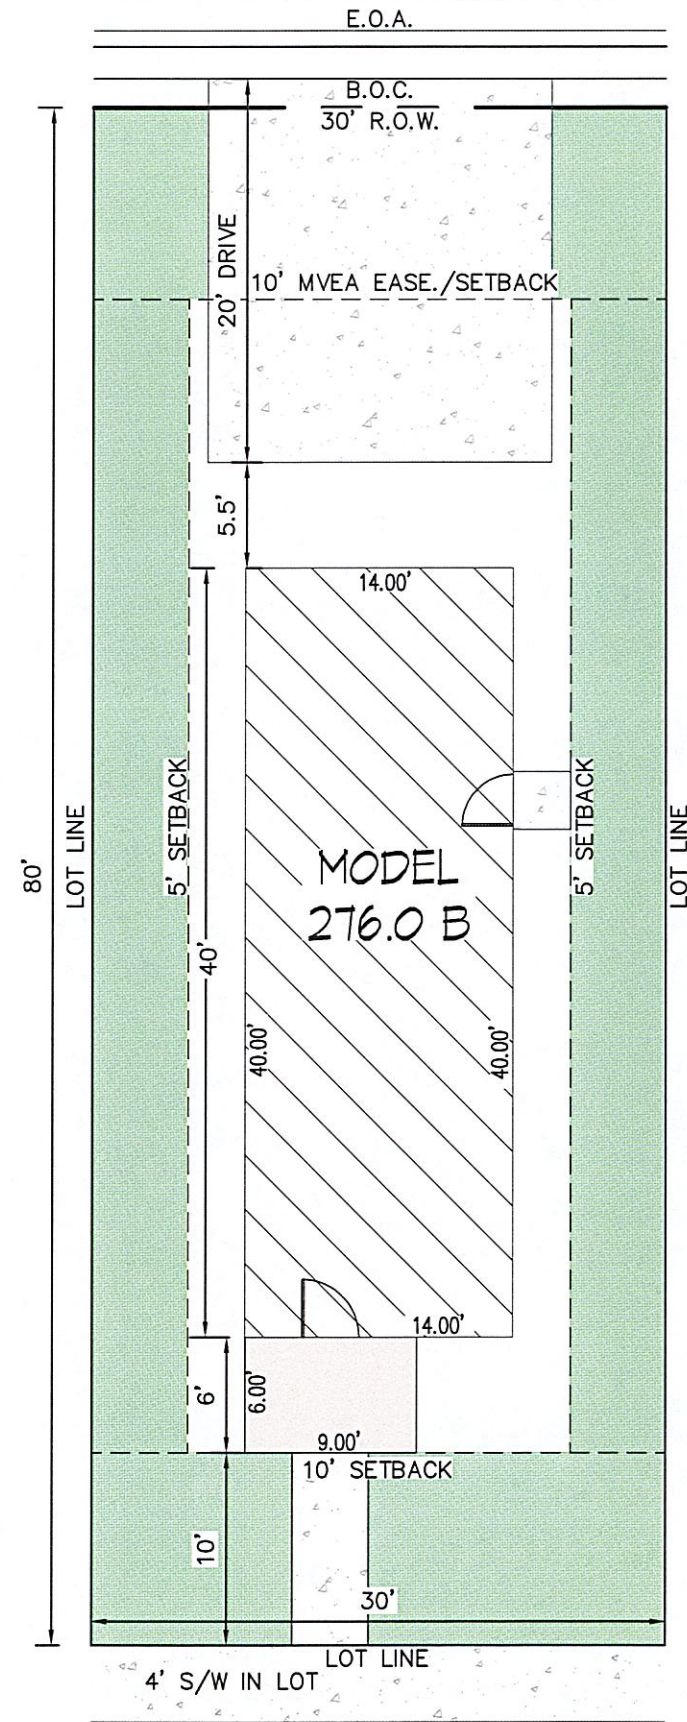 E.O.A.
B.O.C.
30' R.O.W.
20' DRIVE
10' MVEA EASE./SETBACK
5.5'
14.00'
80'
LOT LINE
5' SETBACK
40'
40.00'
MODEL
276.0 B
40.00'
5' SETBACK
LOT LINE
14.00'
6'
6.00'
9.00'
10' SETBACK
10'
30'
LOT LINE
4' S/W IN LOT